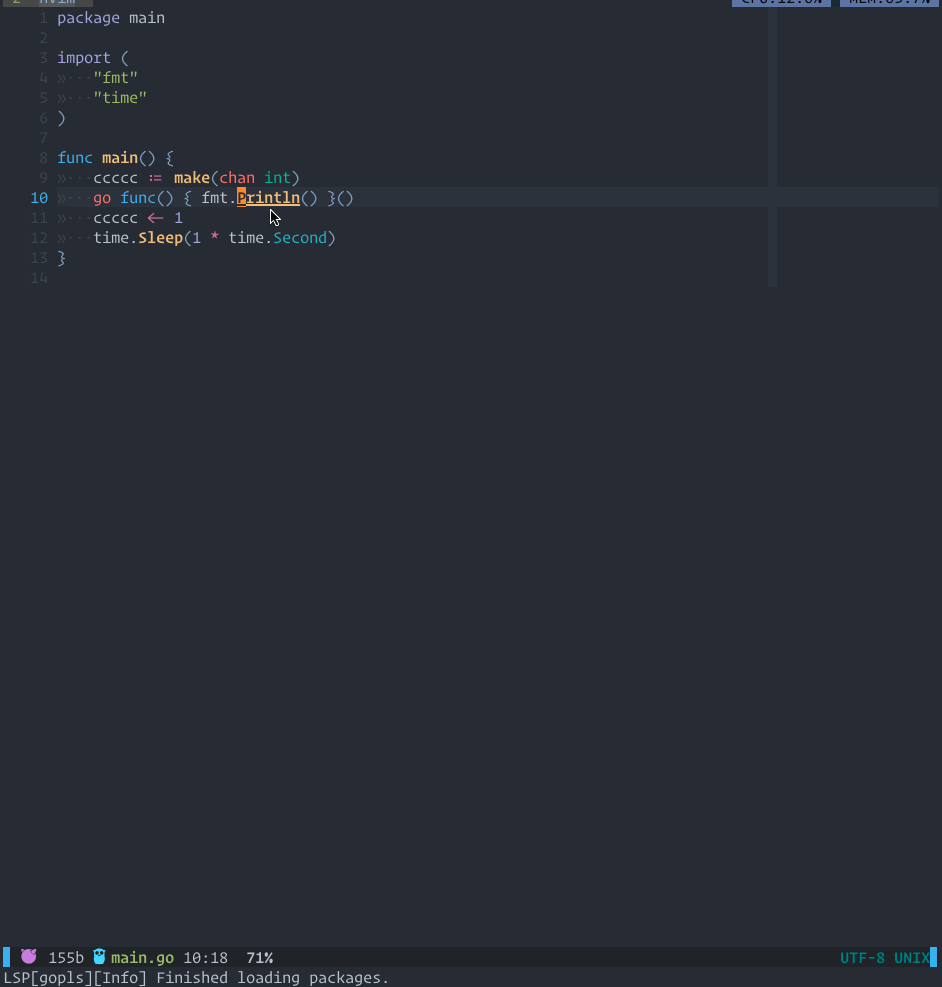 2 nvim
CPU:12.0% MEM:69.7%
1 package main
2
3 import (
4 »···"fmt"
5 »···"time"
6 )
7
8 func main() {
9 »···ccccc := make(chan int)
10 »···go func() { fmt.Println() }()
11 »···ccccc <- 1
12 »···time.Sleep(1 * time.Second)
13 }
14
155b main.go 10:18 71% UTF-8 UNIX
LSP[gopls][Info] Finished loading packages.